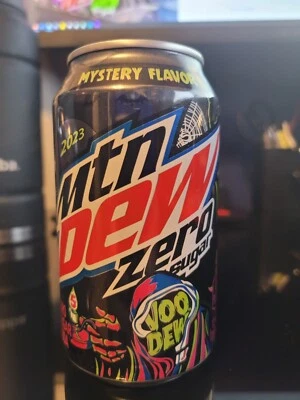 MYSTERY FLAVOR
2023
mtn
DEW
zero
sugar
VOO
DEW